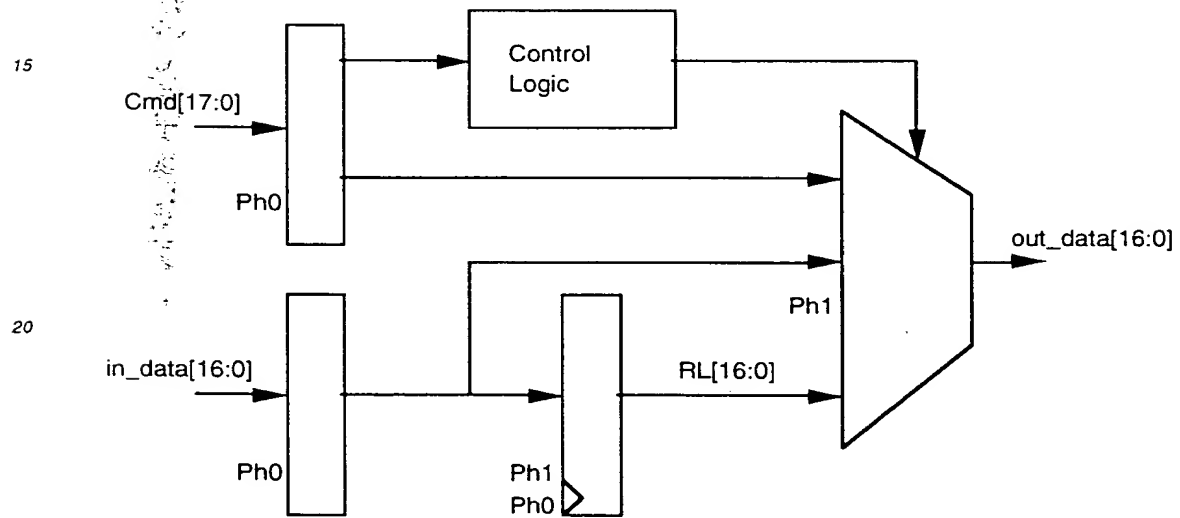 15
Control
Logic
Cmd[17:0]
Ph0
out_data[16:0]
Ph1
20
in_data[16:0]
RL[16:0]
Ph0
Ph1
Ph0